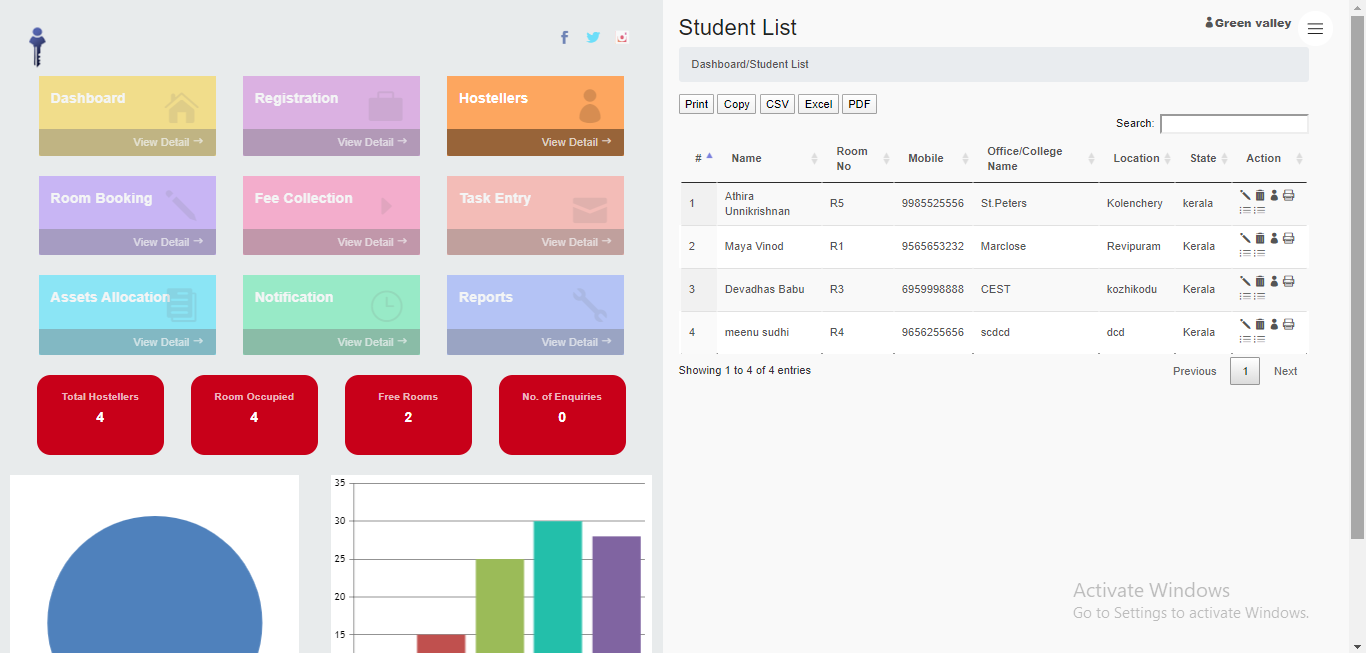 f
Dashboard
View Detail →
Registration
View Detail →
Hostellers
View Detail →
Room Booking
View Detail →
Fee Collection
View Detail →
Task Entry
View Detail →
Assets Allocation
View Detail →
Notification
View Detail →
Reports
View Detail →
Total Hostellers
4
Room Occupied
4
Free Rooms
2
No. of Enquiries
0
35
30
25
20
15
Student List
Green valley
Dashboard/Student List
Print Copy CSV Excel PDF
Search:
# Name Room No Mobile Office/College Name Location State Action
1 Athira Unnikrishnan R5 9985525556 St.Peters Kolenchery kerala
2 Maya Vinod R1 9565653232 Marclose Revipuram Kerala
3 Devadhas Babu R3 6959998888 CEST kozhikodu Kerala
4 meenu sudhi R4 9656255656 scdcd dcd Kerala
Showing 1 to 4 of 4 entries
Previous 1 Next
Activate Windows
Go to Settings to activate Windows.